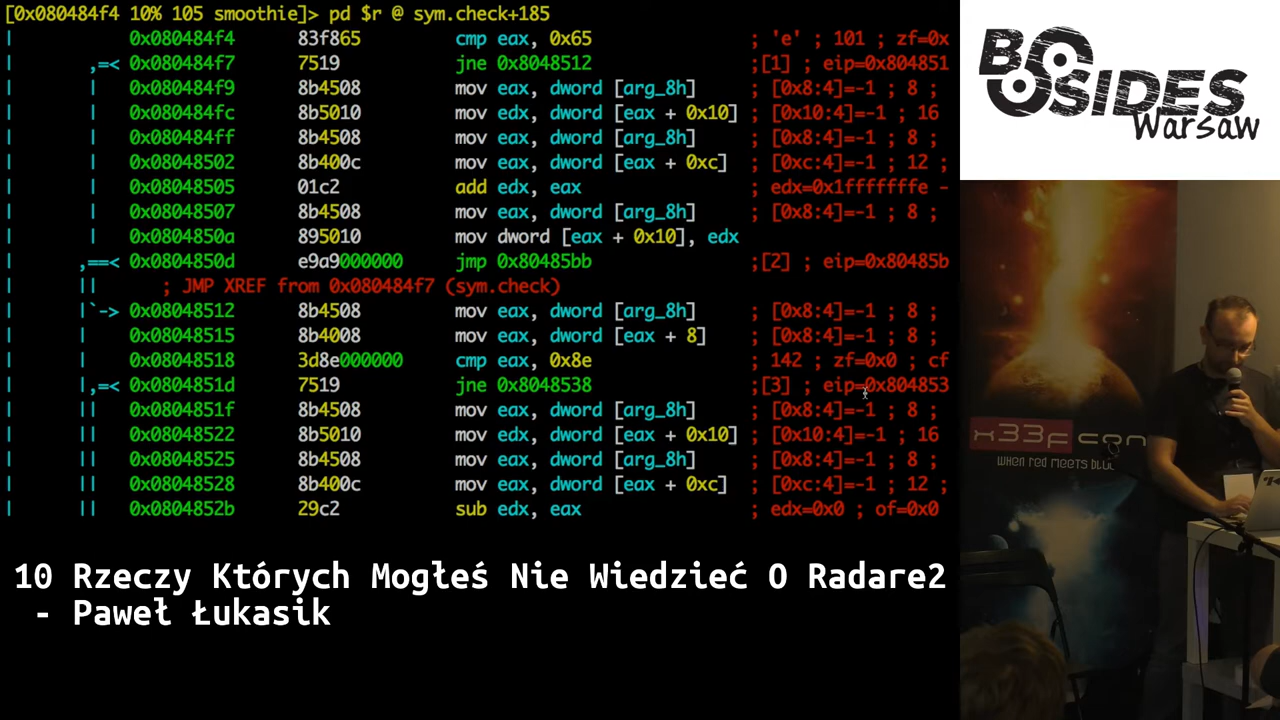 [0x080484f4 10% 105 smoothie]> pd $r @ sym.check+185
| 0x080484f4 83f865 cmp eax, 0x65 ; 'e' ; 101 ; zf=0x
| ,=< 0x080484f7 7519 jne 0x8048512 ;[1] ; eip=0x804851
| | 0x080484f9 8b4508 mov eax, dword [arg_8h] ; [0x8:4]=-1 ; 8 ;
| | 0x080484fc 8b5010 mov edx, dword [eax + 0x10] ; [0x10:4]=-1 ; 16
| | 0x080484ff 8b4508 mov eax, dword [arg_8h] ; [0x8:4]=-1 ; 8 ;
| | 0x08048502 8b400c mov eax, dword [eax + 0xc] ; [0xc:4]=-1 ; 12 ;
| | 0x08048505 01c2 add edx, eax ; edx=0x1fffffffe -
| | 0x08048507 8b4508 mov eax, dword [arg_8h] ; [0x8:4]=-1 ; 8 ;
| | 0x0804850a 895010 mov dword [eax + 0x10], edx
| ,==< 0x0804850d e9a9000000 jmp 0x80485bb ;[2] ; eip=0x80485b
| || ; JMP XREF from 0x080484f7 (sym.check)
| |`-> 0x08048512 8b4508 mov eax, dword [arg_8h] ; [0x8:4]=-1 ; 8 ;
| | 0x08048515 8b4008 mov eax, dword [eax + 8] ; [0x8:4]=-1 ; 8 ;
| | 0x08048518 3d8e000000 cmp eax, 0x8e ; 142 ; zf=0x0 ; cf
| |,=< 0x0804851d 7519 jne 0x8048538 ;[3] ; eip=0x804853
| || 0x0804851f 8b4508 mov eax, dword [arg_8h] ; [0x8:4]=-1 ; 8 ;
| || 0x08048522 8b5010 mov edx, dword [eax + 0x10] ; [0x10:4]=-1 ; 16
| || 0x08048525 8b4508 mov eax, dword [arg_8h] ; [0x8:4]=-1 ; 8 ;
| || 0x08048528 8b400c mov eax, dword [eax + 0xc] ; [0xc:4]=-1 ; 12 ;
| || 0x0804852b 29c2 sub edx, eax ; edx=0x0 ; of=0x0
10 Rzeczy Których Mogłeś Nie Wiedzieć O Radare2
- Paweł Łukasik
BSIDES
Warsaw
x33fcon
when red meets blue